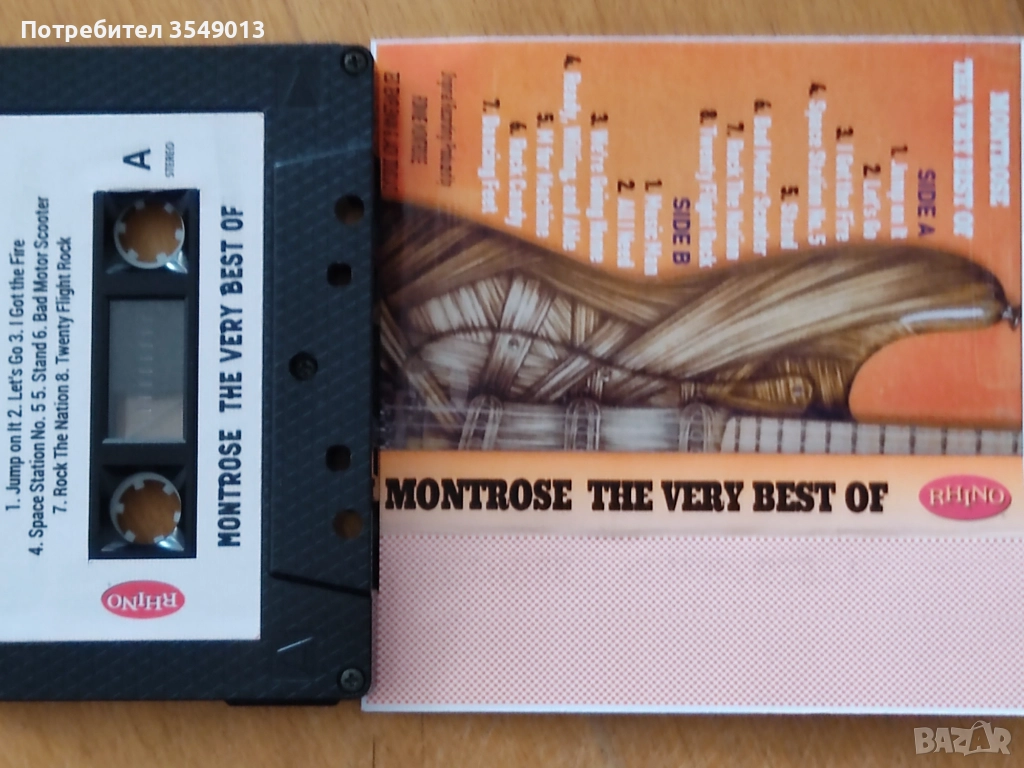 Потребител 3549013
1. Jump on It 2. Let's Go 3. I Got the Fire
4. Space Station No. 5 5. Stand 6. Bad Motor Scooter
7. Rock The Nation 8. Twenty Flight Rock
A
STEREO
MONTROSE THE VERY BEST OF
RHINO
MONTROSE
THE VERY BEST OF
SIDE A
1. Jump on It
2. Let's Go
3. I Got the Fire
4. Space Station No. 5
5. Stand
6. Bad Motor Scooter
7. Rock The Nation
8. Twenty Flight Rock
SIDE B
1. Music Man
2. All I Need
3. We're Going Home
4. Ready, Willing, and Able
5. Matriarch
6. Rock Candy
7. Running
MONTROSE THE VERY BEST OF
RHINO
BAZAR